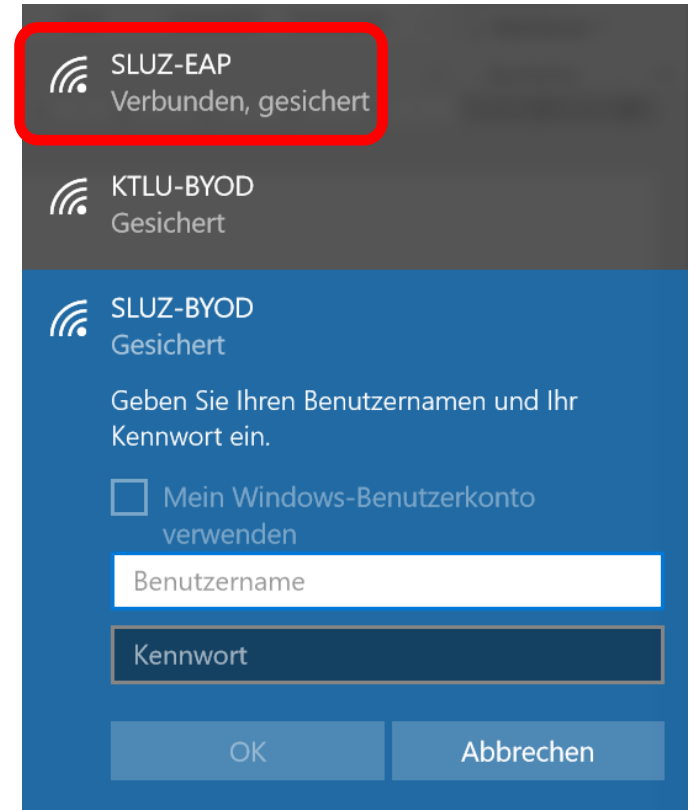 SLUZ-EAP
Verbunden, gesichert
KTLU-BYOD
Gesichert
SLUZ-BYOD
Gesichert
Geben Sie Ihren Benutzernamen und Ihr
Kennwort ein.
Mein Windows-Benutzerkonto
verwenden
Benutzername
Kennwort
OK Abbrechen